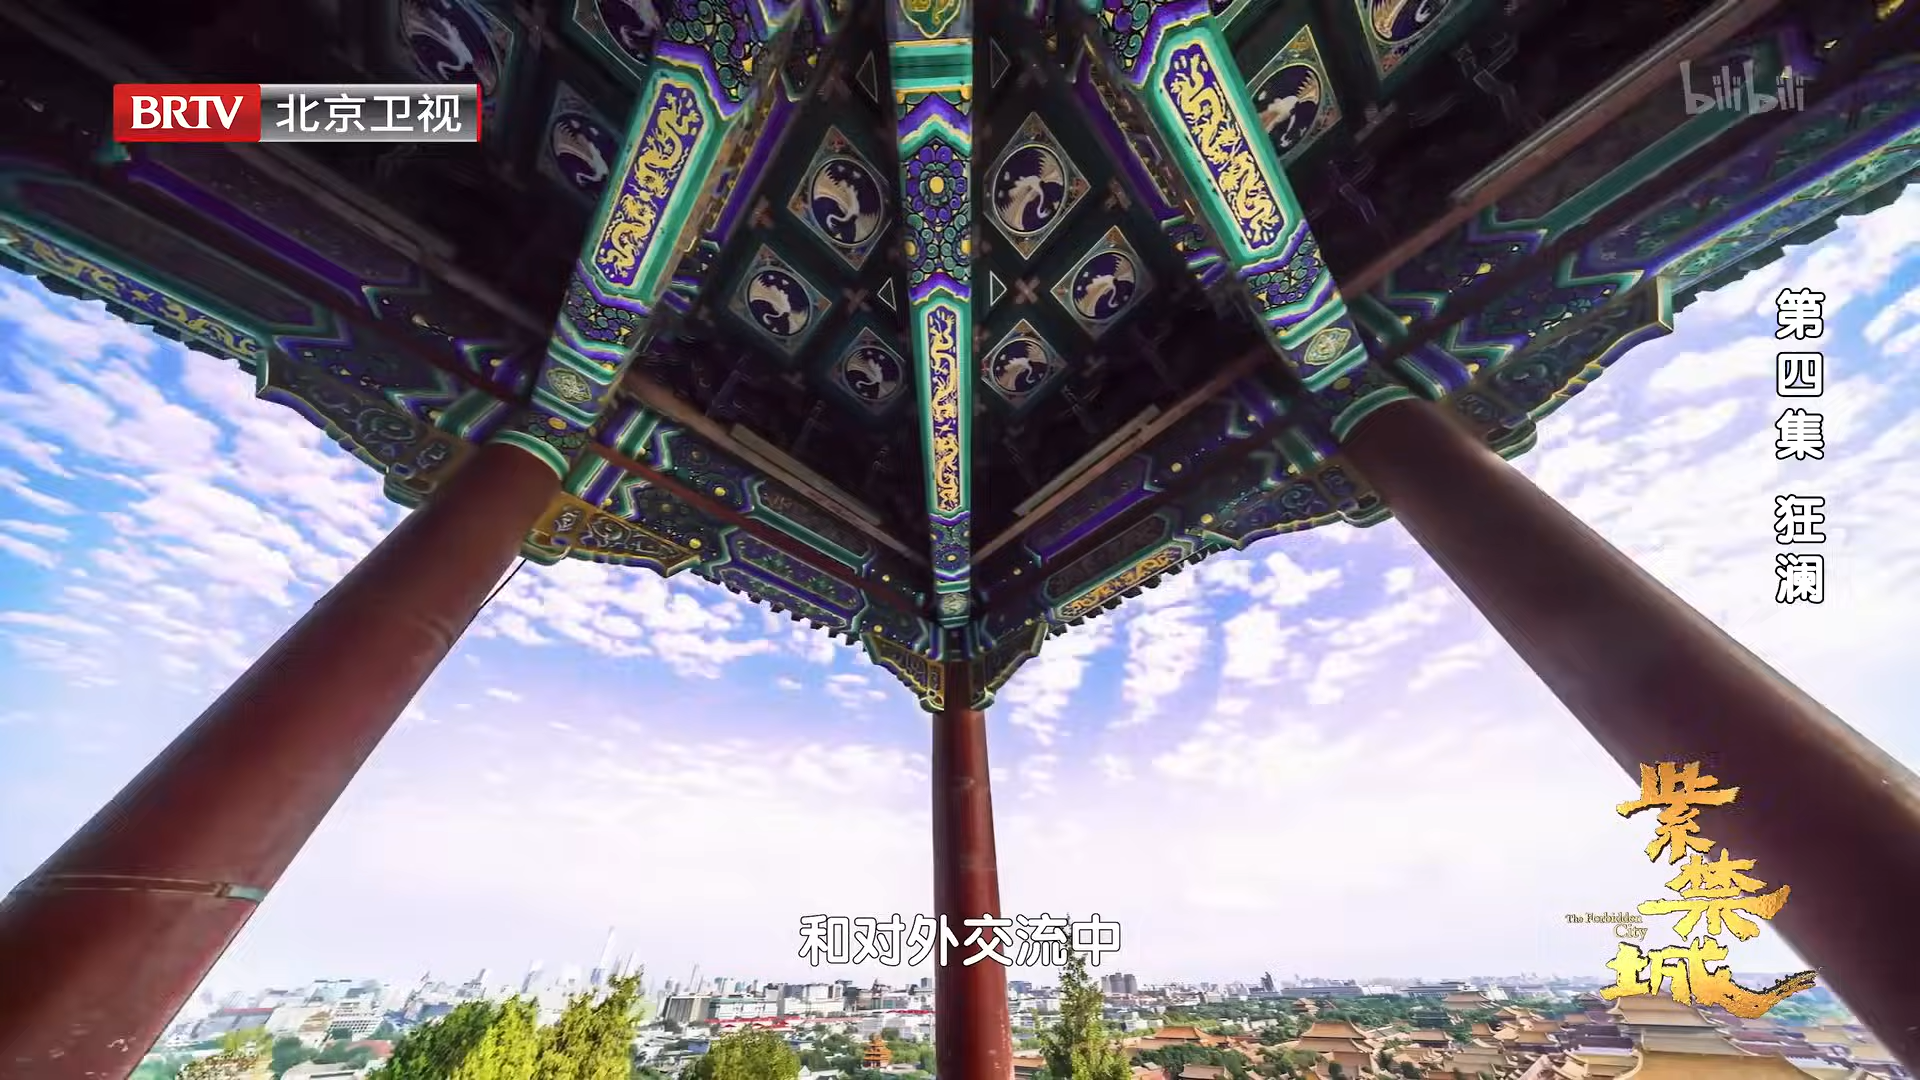 BRTV 北京卫视
bilibili
第四集 狂澜
紫禁城
The Forbidden
City
和对外交流中